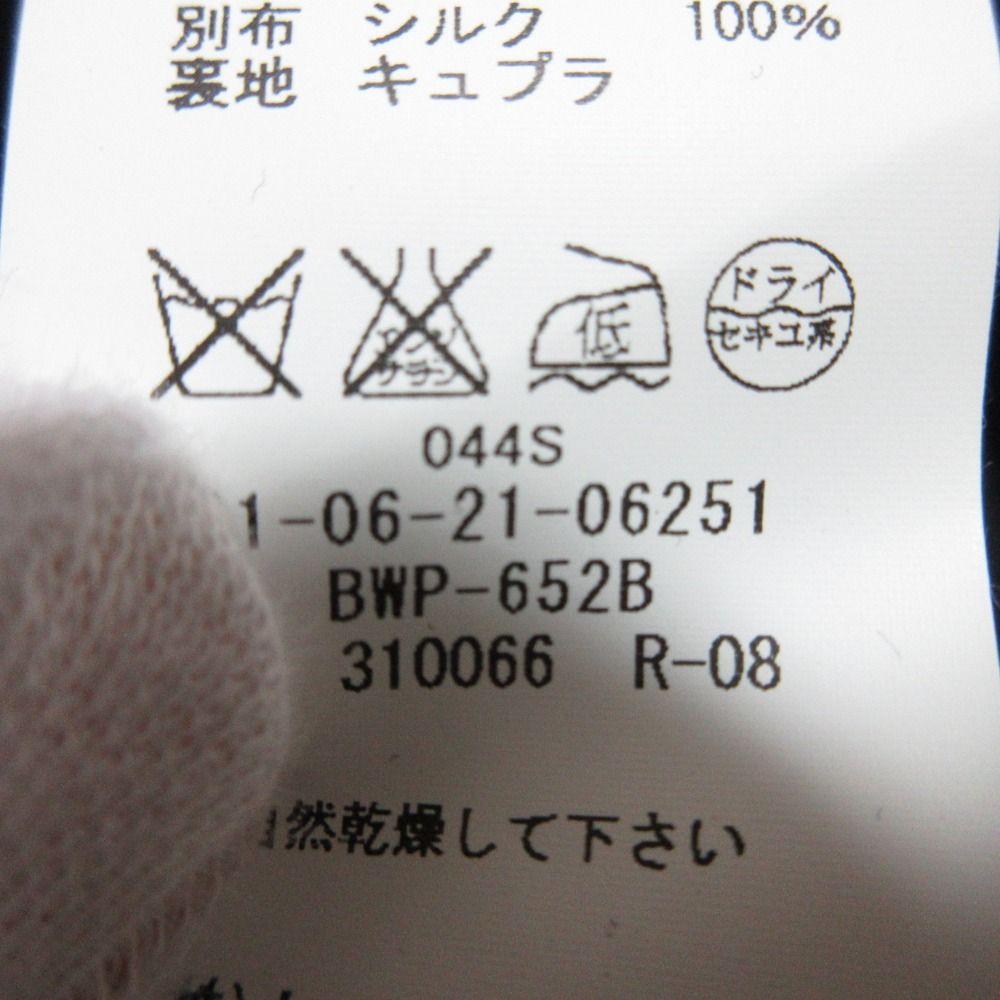 別布 シルク 100%
裏地 キュプラ
エンソ サラシ 低 ドライ
セキユ系
044S
1-06-21-06251
BWP-652B
310066 R-08
然乾燥して下さい